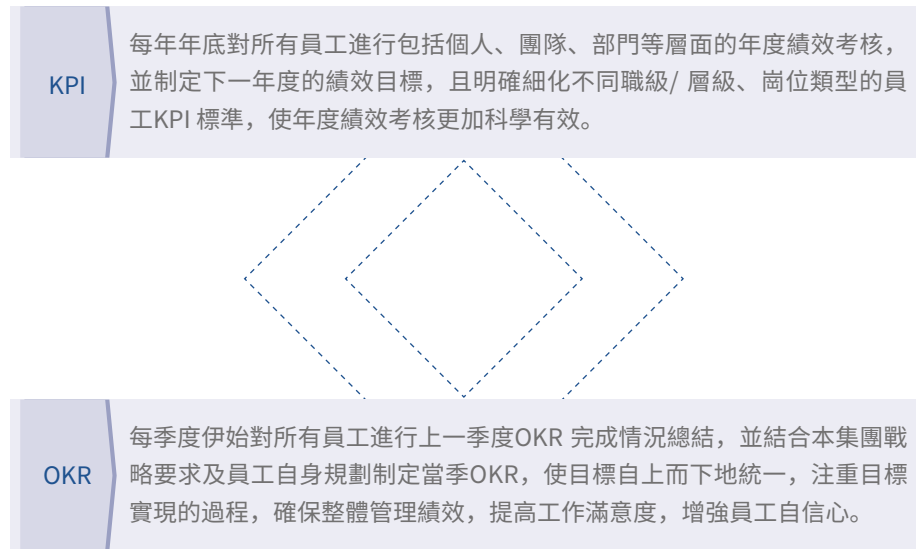 KPI
每年年底對所有員工進行包括個人、團隊、部門等層面的年度績效考核，
並制定下一年度的績效目標，且明確細化不同職級/ 層級、崗位類型的員
工KPI 標準，使年度績效考核更加科學有效。
OKR
每季度伊始對所有員工進行上一季度OKR 完成情況總結，並結合本集團戰
略要求及員工自身規劃制定當季OKR，使目標自上而下地統一，注重目標
實現的過程，確保整體管理績效，提高工作滿意度，增強員工自信心。